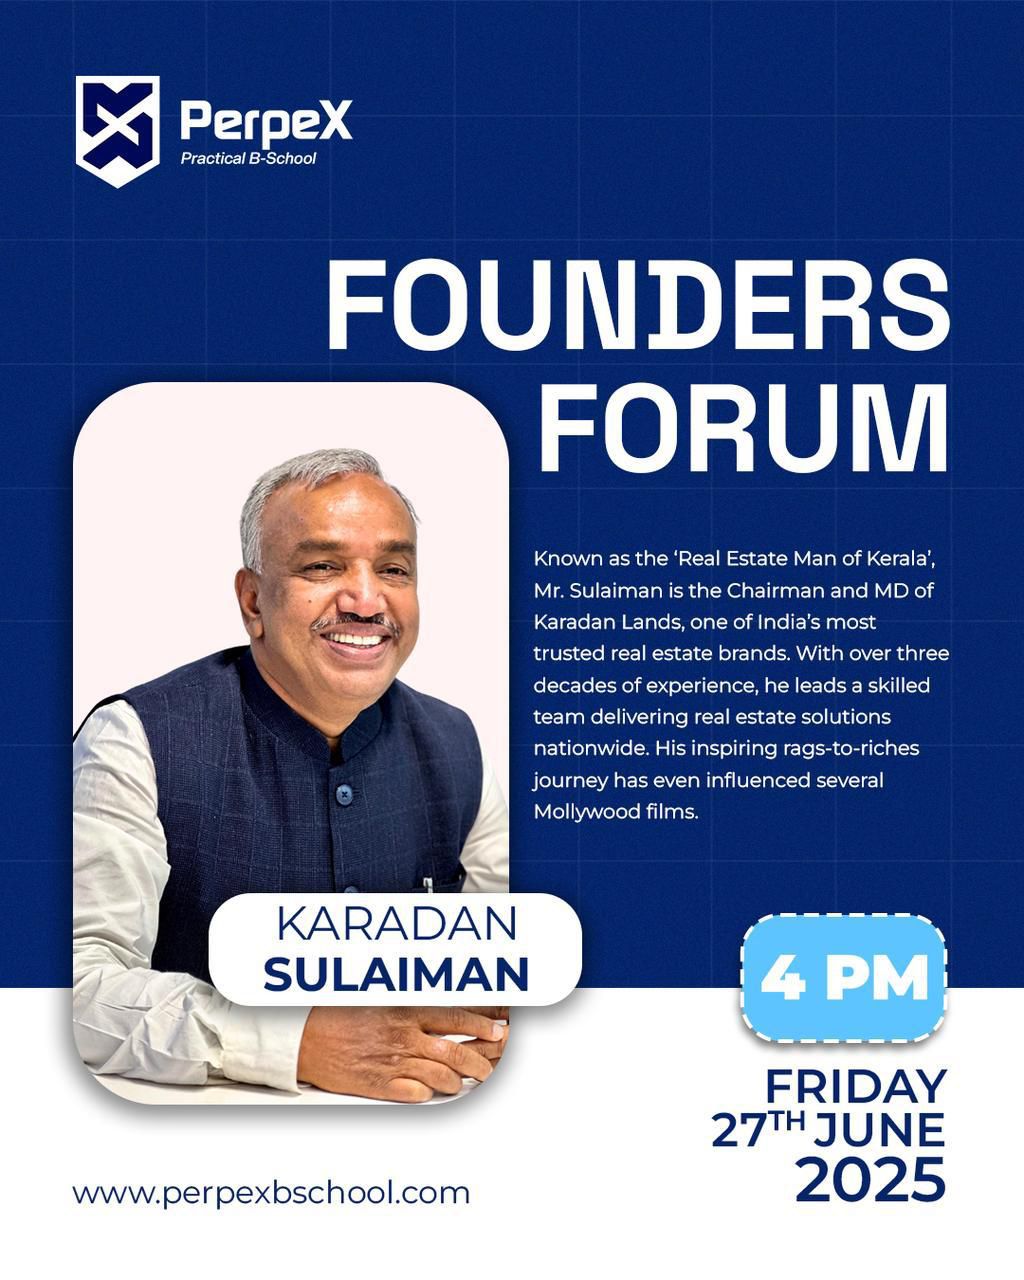 PerpeX
Practical B-School
FOUNDERS
FORUM
Known as the ‘Real Estate Man of Kerala’,
Mr. Sulaiman is the Chairman and MD of
Karadan Lands, one of India’s most
trusted real estate brands. With over three
decades of experience, he leads a skilled
team delivering real estate solutions
nationwide. His inspiring rags-to-riches
journey has even influenced several
Mollywood films.
KARADAN
SULAIMAN
4 PM
FRIDAY
27TH JUNE
2025
www.perpexbschool.com